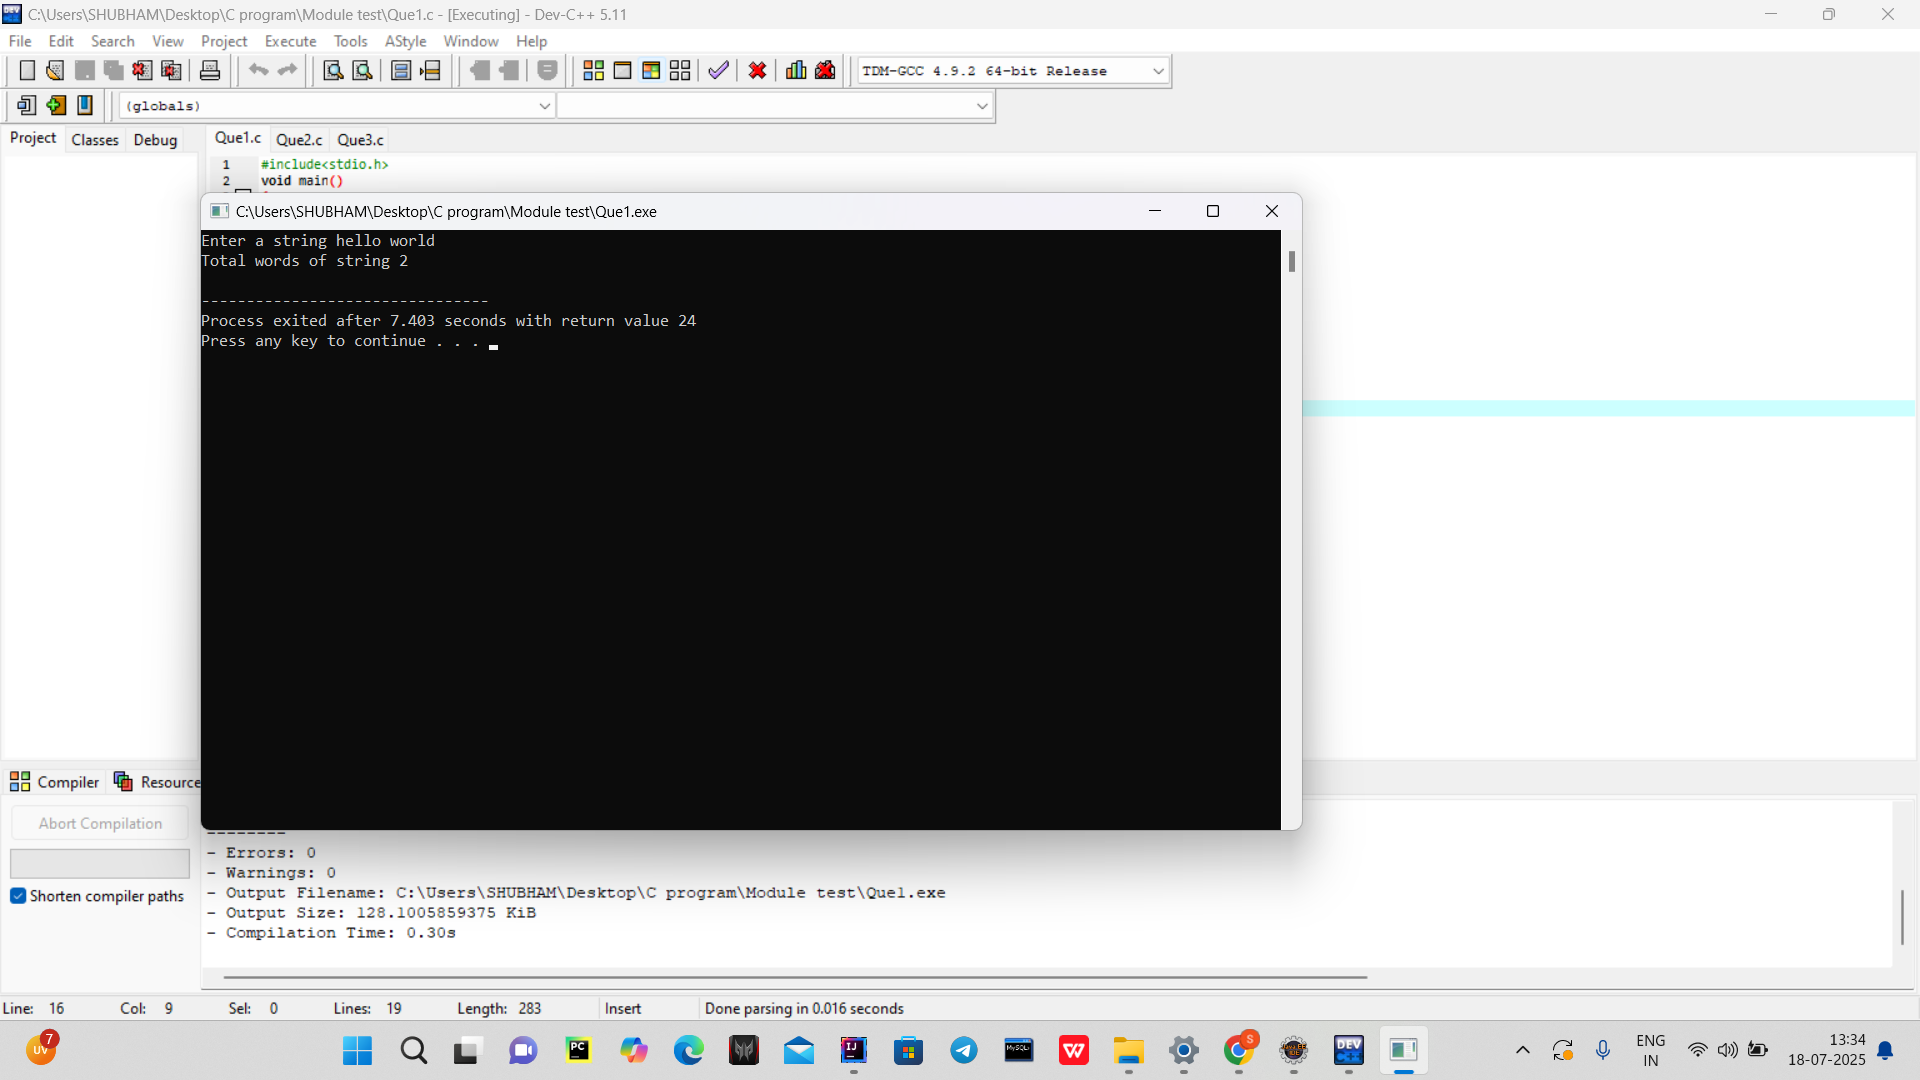 C:\Users\SHUBHAM\Desktop\C program\Module test\Que1.c - [Executing] - Dev-C++ 5.11
File Edit Search View Project Execute Tools AStyle Window Help
TDM-GCC 4.9.2 64-bit Release
(globals)
Project Classes Debug
Que1.c Que2.c Que3.c
1 #include<stdio.h>
2 void main()
C:\Users\SHUBHAM\Desktop\C program\Module test\Que1.exe
Enter a string hello world
Total words of string 2
--------------------------------
Process exited after 7.403 seconds with return value 24
Press any key to continue . . .
Compiler Resource
Abort Compilation
Shorten compiler paths
--------
- Errors: 0
- Warnings: 0
- Output Filename: C:\Users\SHUBHAM\Desktop\C program\Module test\Que1.exe
- Output Size: 128.1005859375 KiB
- Compilation Time: 0.30s
Line: 16 Col: 9 Sel: 0 Lines: 19 Length: 283 Insert Done parsing in 0.016 seconds
UV 7
PC
IJ
MySQL
W
S
DEV C++
ENG
IN
13:34
18-07-2025